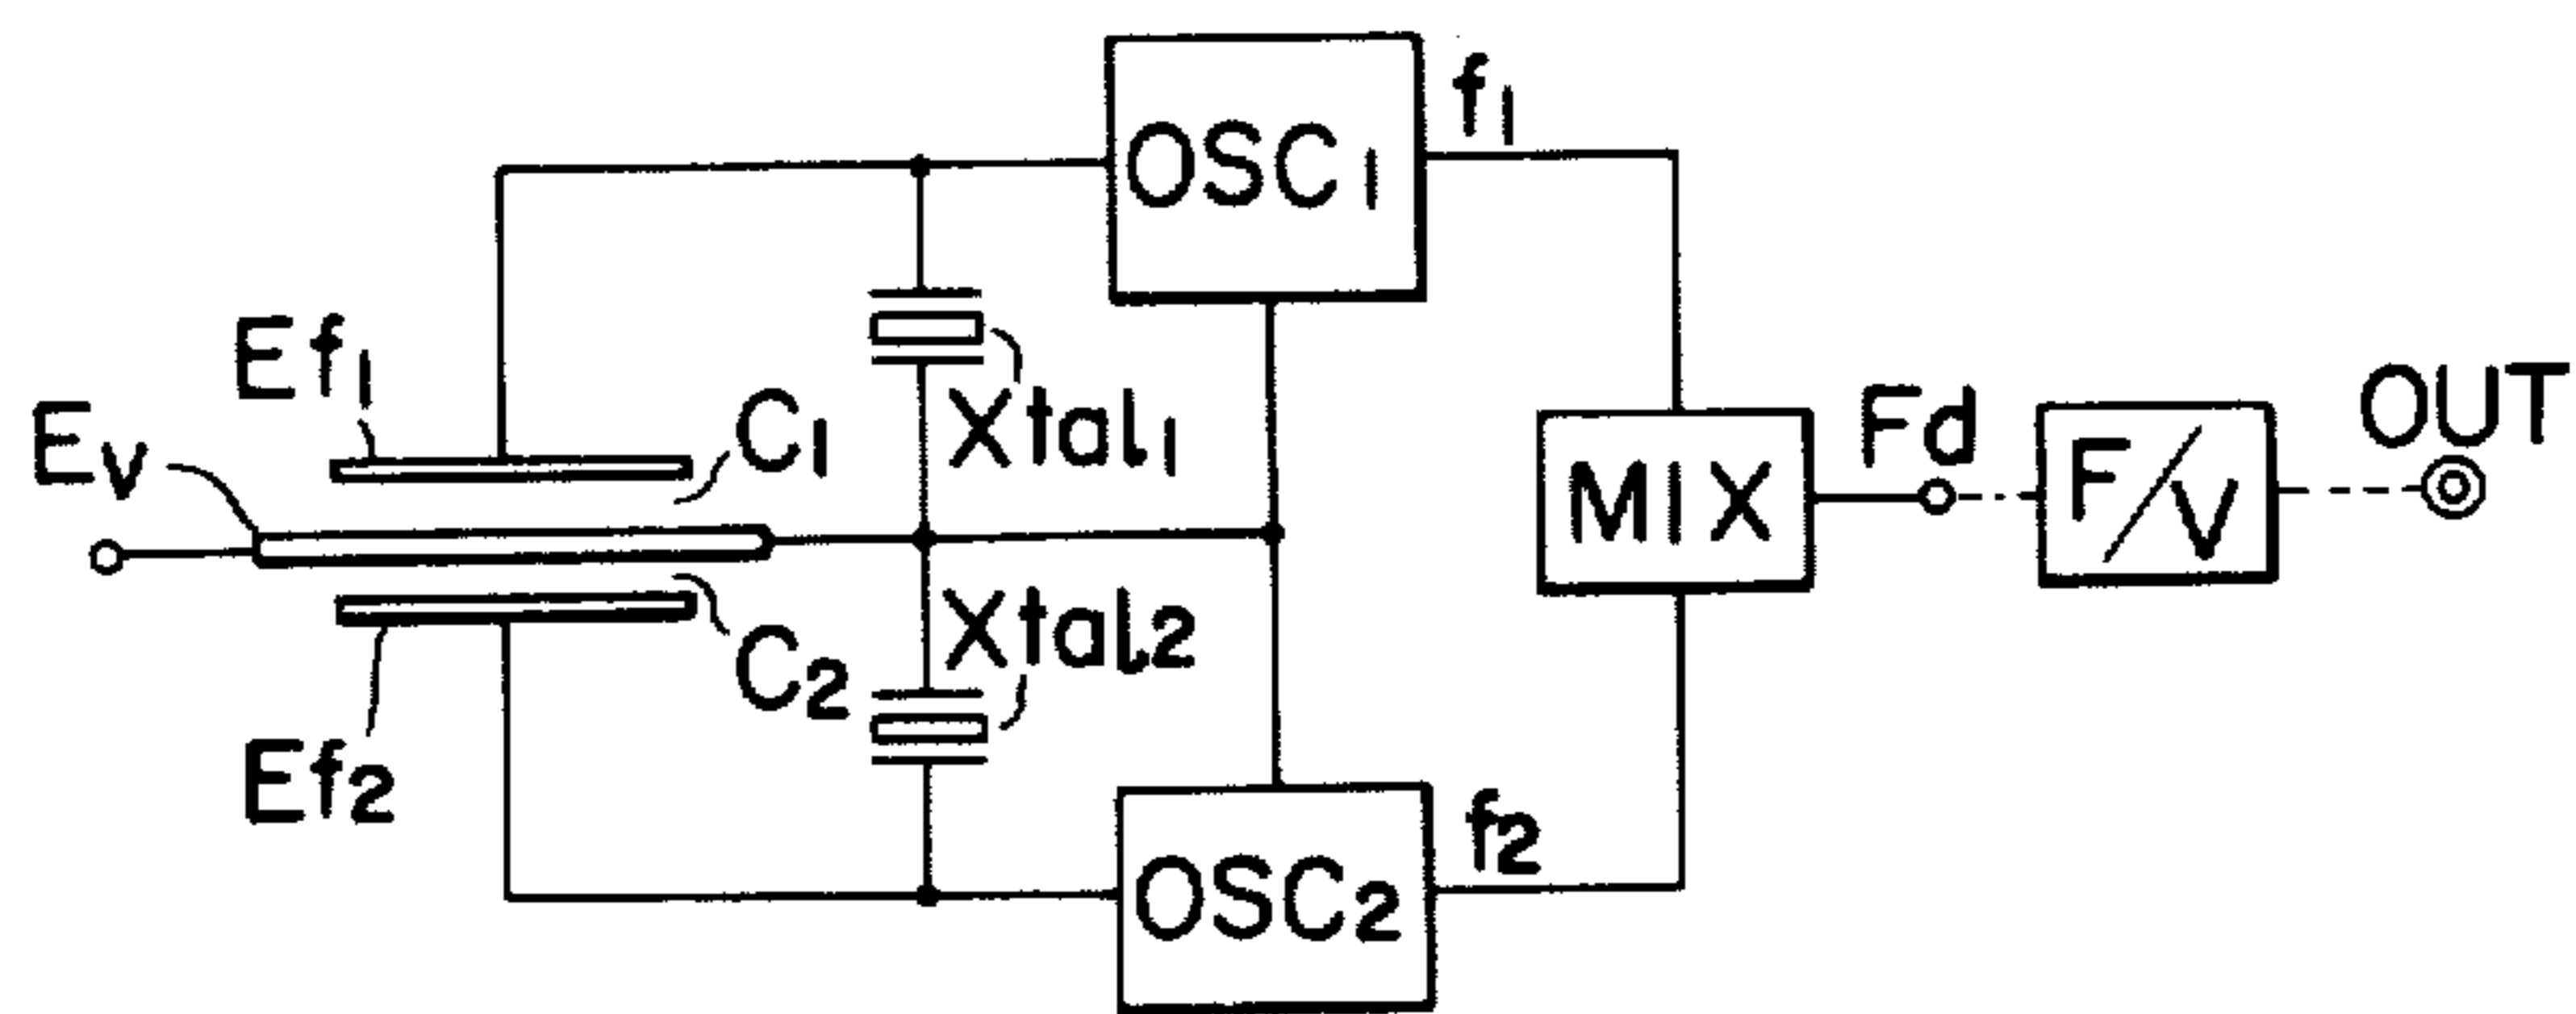 OSC1
f1
Ef1
Ev
C1
Xtal1
MIX
Fd
F/V
OUT
C2
Xtal2
Ef2
OSC2
f2